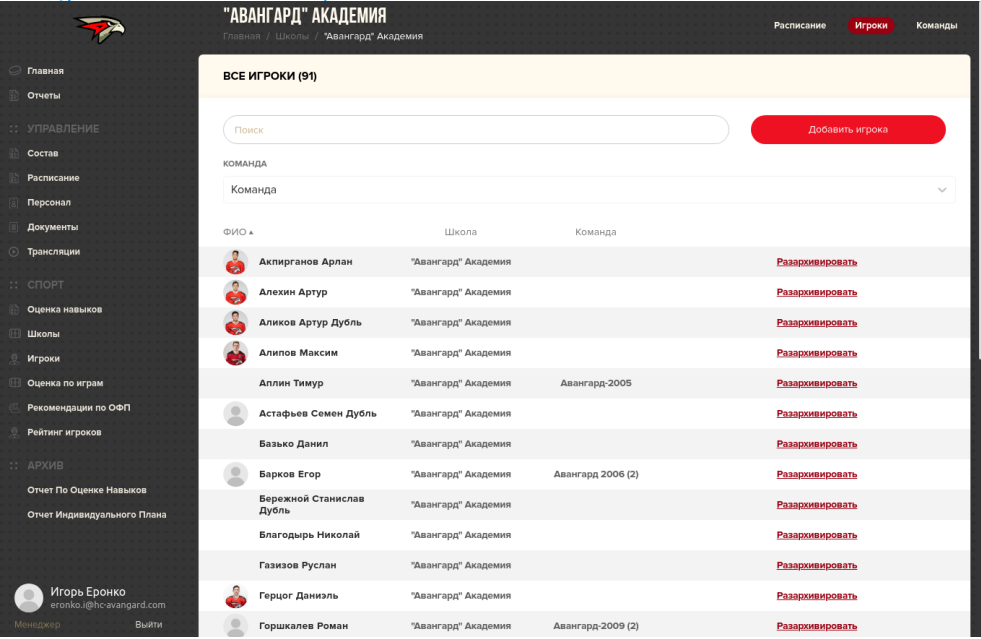 "АВАНГАРД" АКАДЕМИЯ
Главная / Школы / "Авангард" Академия
Расписание Игроки Команды
Главная
Отчеты
УПРАВЛЕНИЕ
Состав
Расписание
Персонал
Документы
Трансляции
СПОРТ
Оценка навыков
Школы
Игроки
Оценка по играм
Рекомендации по ОФП
Рейтинг игроков
АРХИВ
Отчет По Оценке Навыков
Отчет Индивидуального Плана
Игорь Еронко
eronko.i@hc-avangard.com
Менеджер Выйти
ВСЕ ИГРОКИ (91)
Поиск Добавить игрока
КОМАНДА
Команда
ФИО Школа Команда
Акпирганов Арлан "Авангард" Академия Разархивировать
Алехин Артур "Авангард" Академия Разархивировать
Аликов Артур Дубль "Авангард" Академия Разархивировать
Алипов Максим "Авангард" Академия Разархивировать
Аплин Тимур "Авангард" Академия Авангард-2005 Разархивировать
Астафьев Семен Дубль "Авангард" Академия Разархивировать
Базько Данил "Авангард" Академия Разархивировать
Барков Егор "Авангард" Академия Авангард 2006 (2) Разархивировать
Бережной Станислав
Дубль "Авангард" Академия Разархивировать
Благодырь Николай "Авангард" Академия Разархивировать
Газизов Руслан "Авангард" Академия Разархивировать
Герцог Даниэль "Авангард" Академия Разархивировать
Горшкалев Роман "Авангард" Академия Авангард-2009 (2) Разархивировать